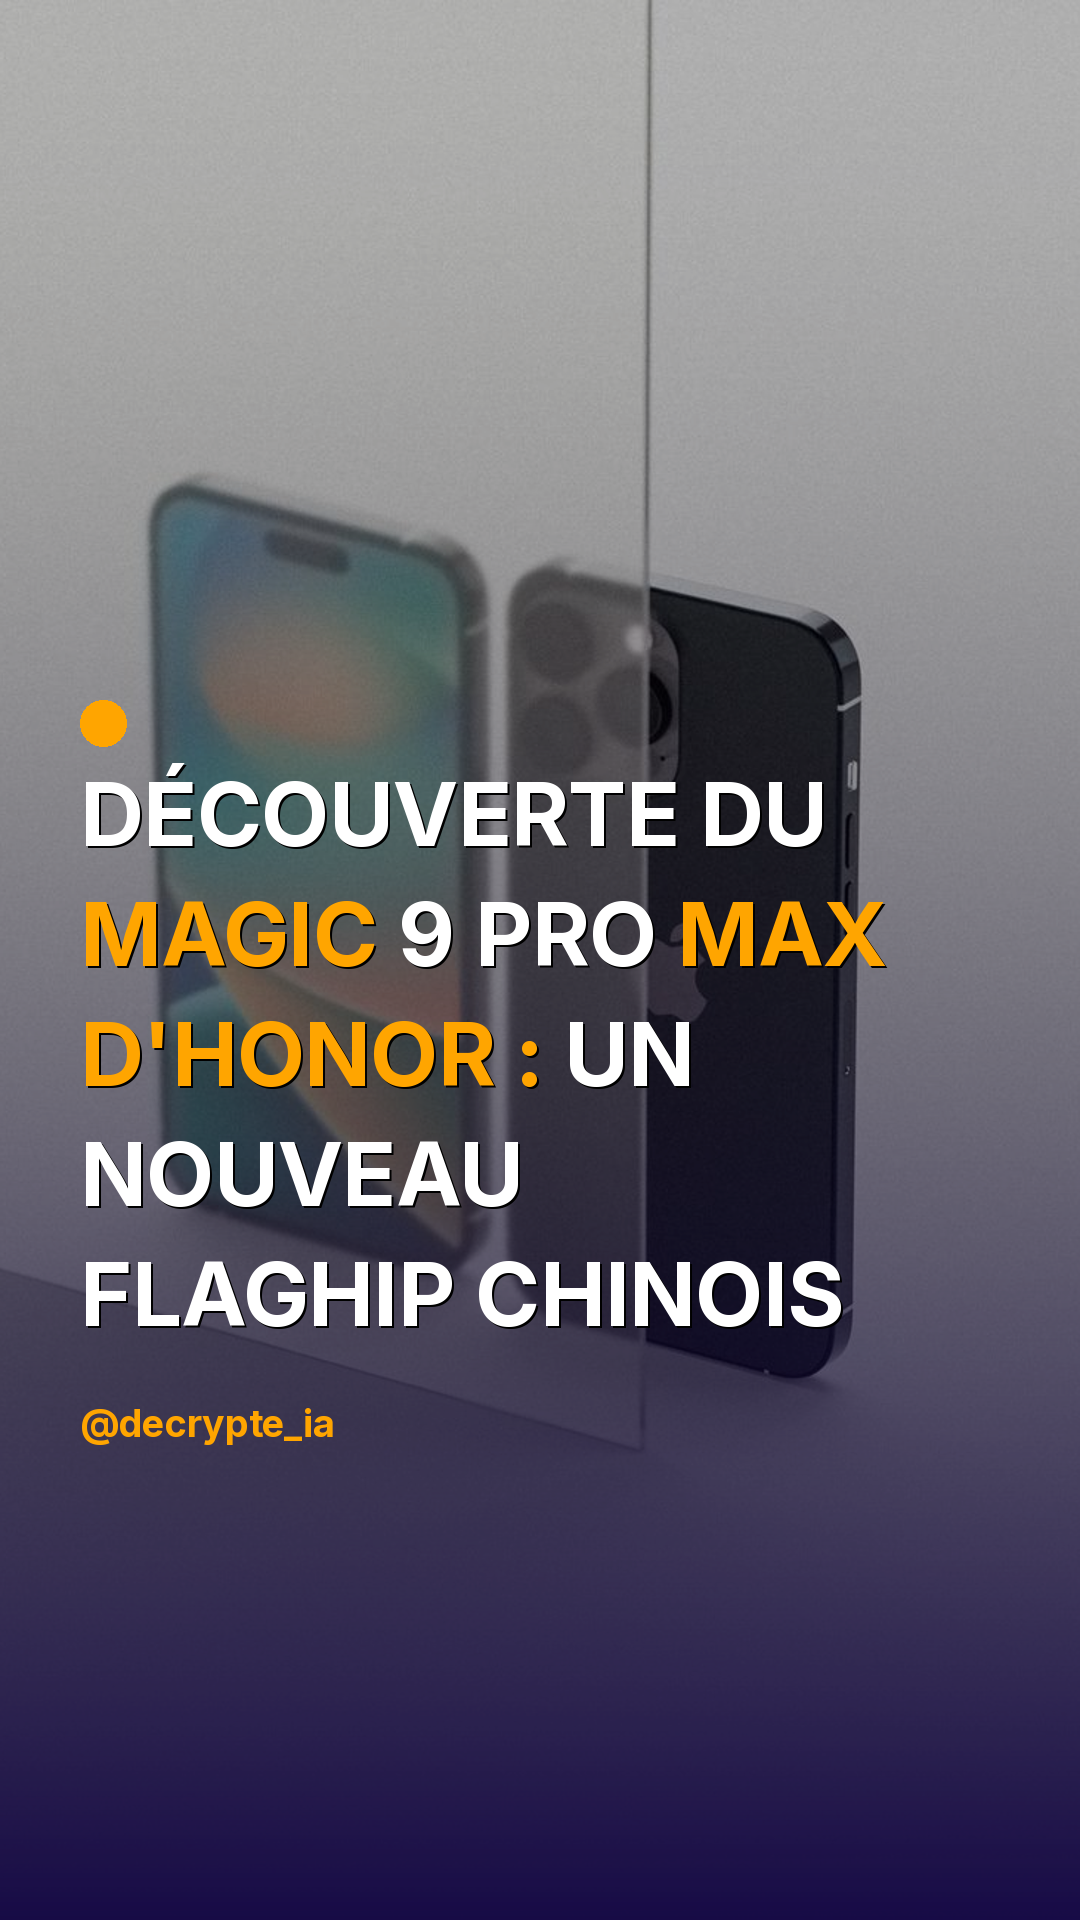 DÉCOUVERTE DU
MAGIC 9 PRO MAX
D'HONOR : UN
NOUVEAU
FLAGHIP CHINOIS
@decrypte_ia